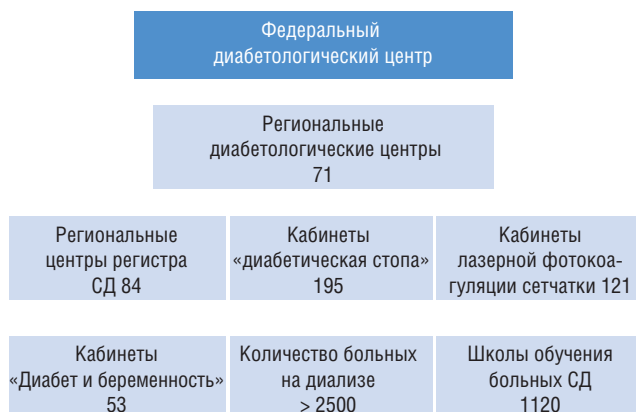 Федеральный
диабетологический центр
Региональные
диабетологические центры
71
Региональные
центры регистра
СД 84
Кабинеты
«диабетическая стопа»
195
Кабинеты
лазерной фотокоа-
гуляции сетчатки 121
Кабинеты
«Диабет и беременность»
53
Количество больных
на диализе
> 2500
Школы обучения
больных СД
1120